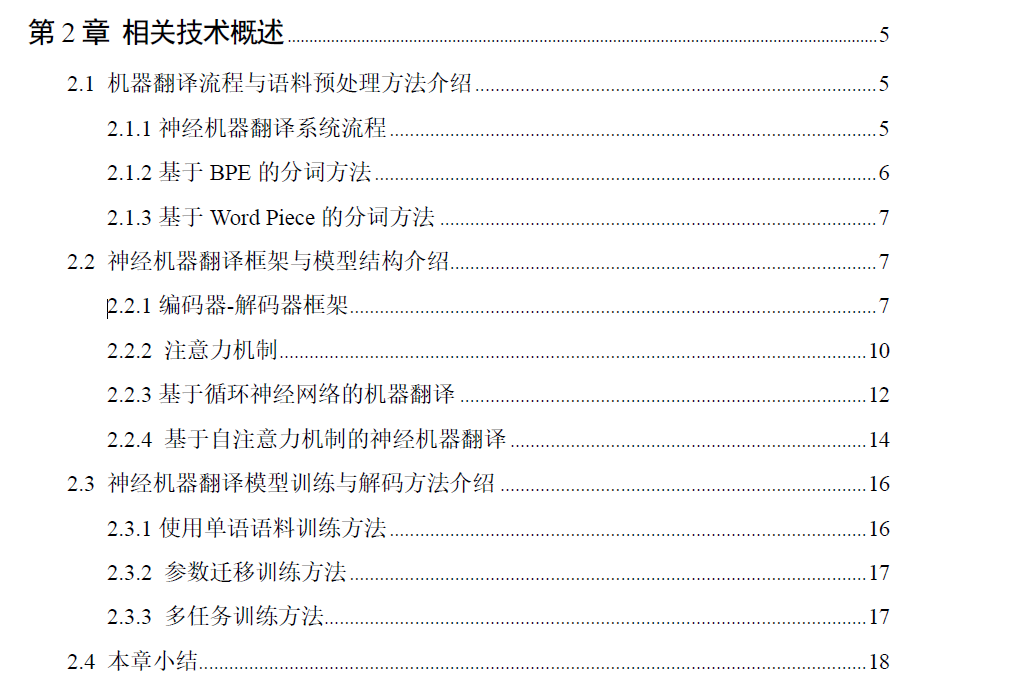 第 2 章 相关技术概述 5
2.1 机器翻译流程与语料预处理方法介绍 5
2.1.1 神经机器翻译系统流程 5
2.1.2 基于 BPE 的分词方法 6
2.1.3 基于 Word Piece 的分词方法 7
2.2 神经机器翻译框架与模型结构介绍 7
2.2.1 编码器-解码器框架 7
2.2.2 注意力机制 10
2.2.3 基于循环神经网络的机器翻译 12
2.2.4 基于自注意力机制的神经机器翻译 14
2.3 神经机器翻译模型训练与解码方法介绍 16
2.3.1 使用单语语料训练方法 16
2.3.2 参数迁移训练方法 17
2.3.3 多任务训练方法 17
2.4 本章小结 18